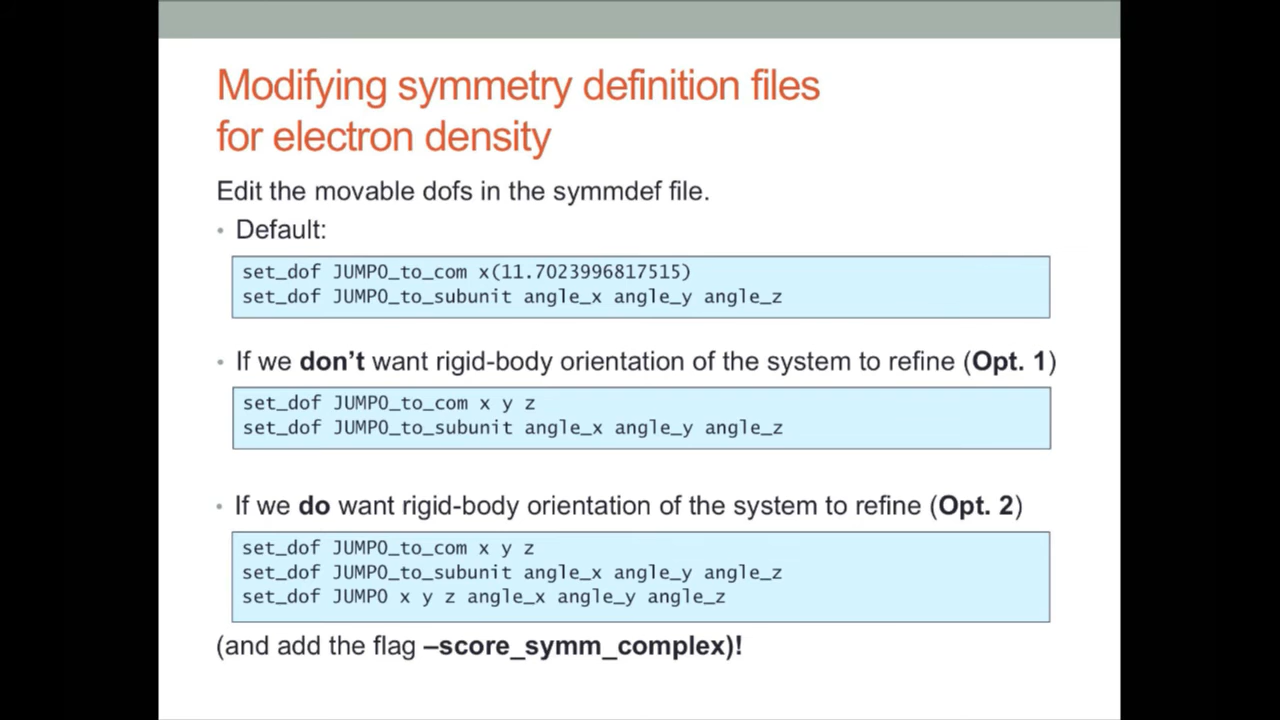 Modifying symmetry definition files
for electron density
Edit the movable dofs in the symmdef file.
• Default:
set_dof JUMP0_to_com x(11.7023996817515)
set_dof JUMP0_to_subunit angle_x angle_y angle_z
• If we don’t want rigid-body orientation of the system to refine (Opt. 1)
set_dof JUMP0_to_com x y z
set_dof JUMP0_to_subunit angle_x angle_y angle_z
• If we do want rigid-body orientation of the system to refine (Opt. 2)
set_dof JUMP0_to_com x y z
set_dof JUMP0_to_subunit angle_x angle_y angle_z
set_dof JUMP0 x y z angle_x angle_y angle_z
(and add the flag –score_symm_complex)!